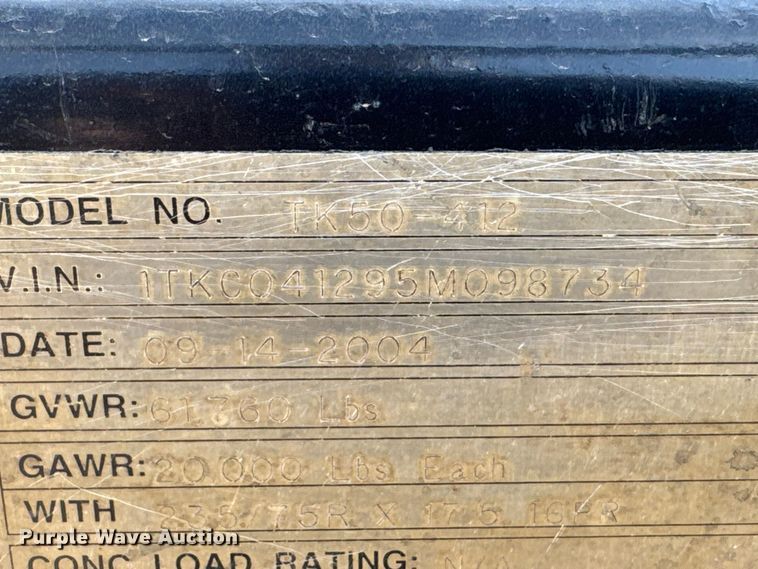 MODEL NO. TK50-412
V.I.N.: 1TKC041295M098734
DATE: 09-14-2004
GVWR: 61760 Lbs
GAWR: 20000 Lbs Each
WITH 235/75R X 17.5 16PR
CONC LOAD RATING: N/A
Purple Wave Auction